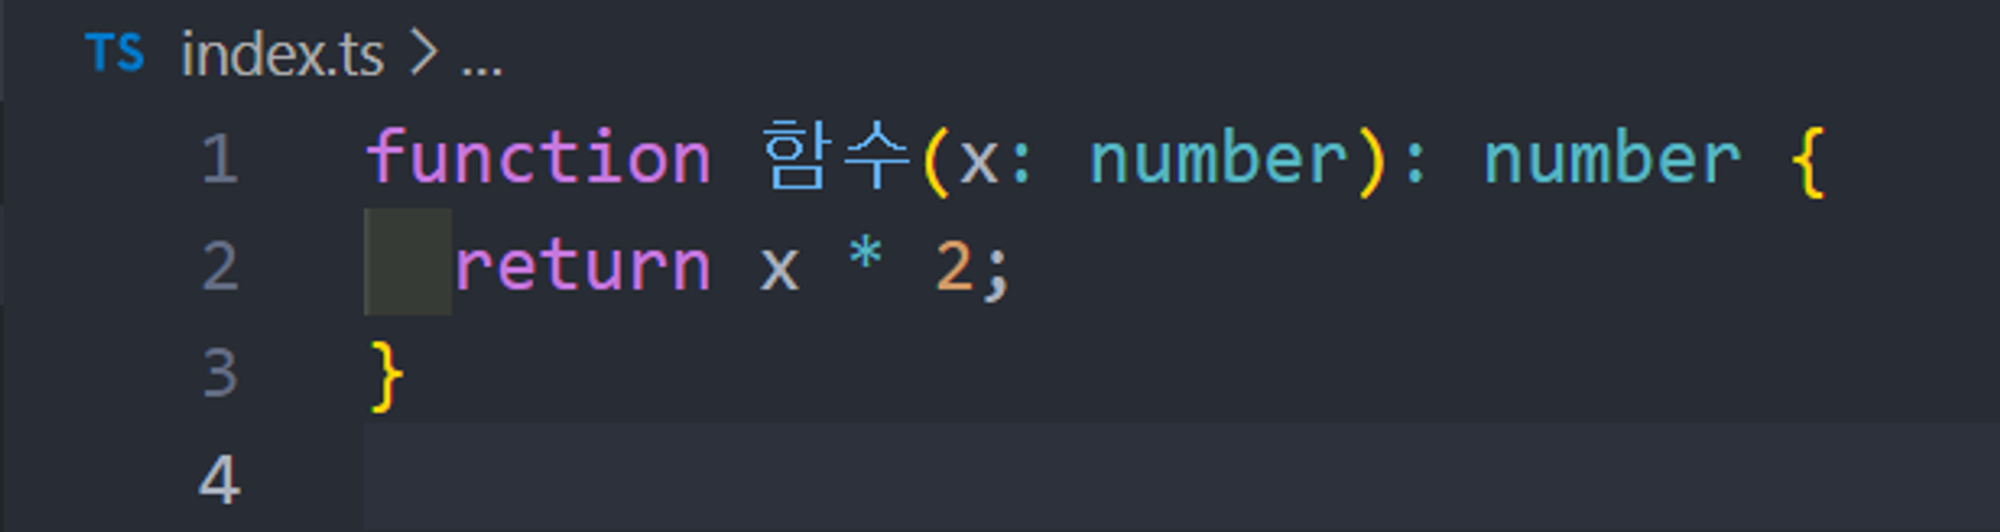 TS index.ts > ...
1 function 함수(x: number): number {
2   return x * 2;
3 }
4